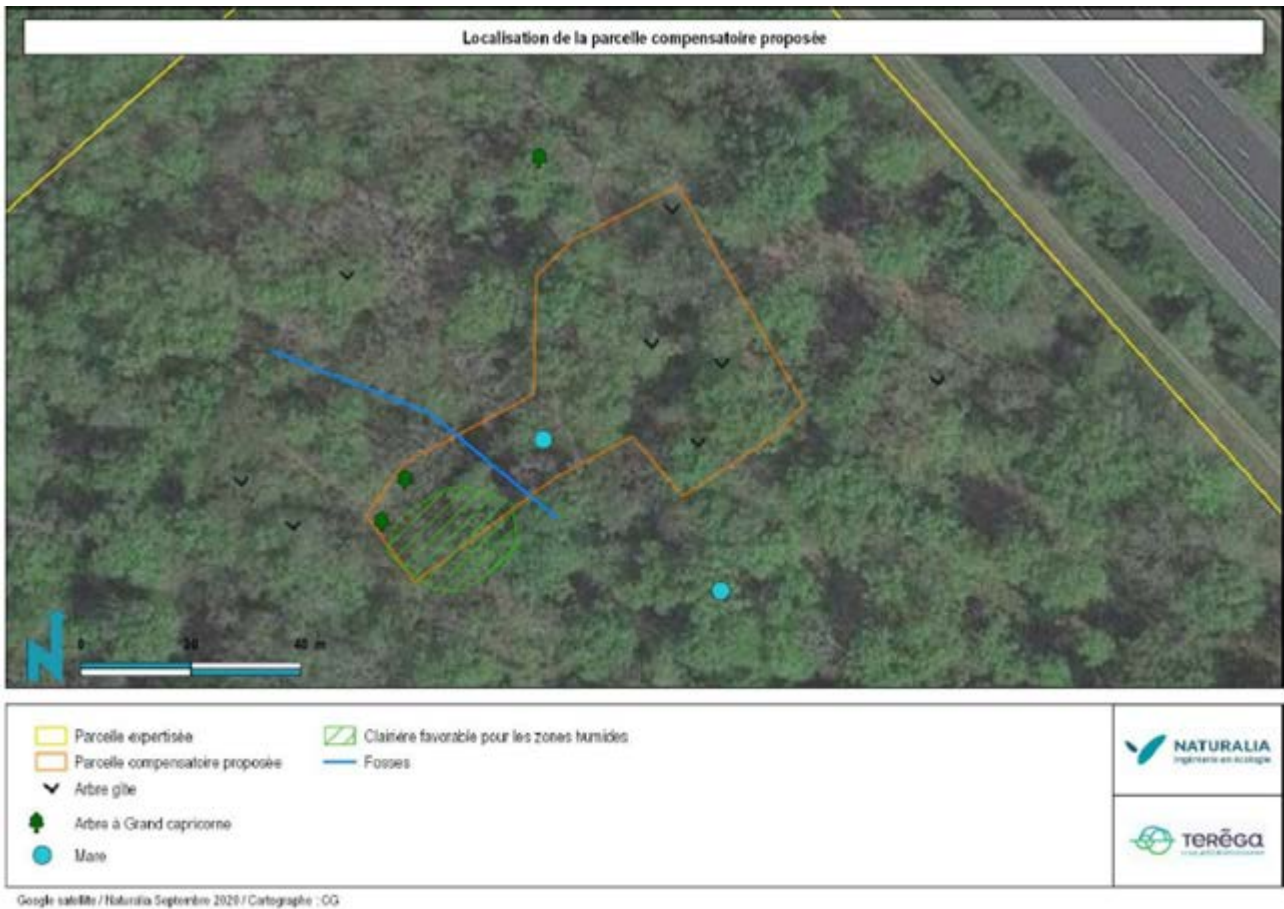 Localisation de la parcelle compensatoire proposée
0 20 40 m
Parcelle expertisée
Parcelle compensatoire proposée
Arbre gîte
Arbre à Grand capricorne
Mare
Clairière favorable pour les zones humides
Fosses
NATURALIA
Ingénierie en écologie
TERĒGA
Google satellite / Naturalia Septembre 2020 / Cartographe : CG